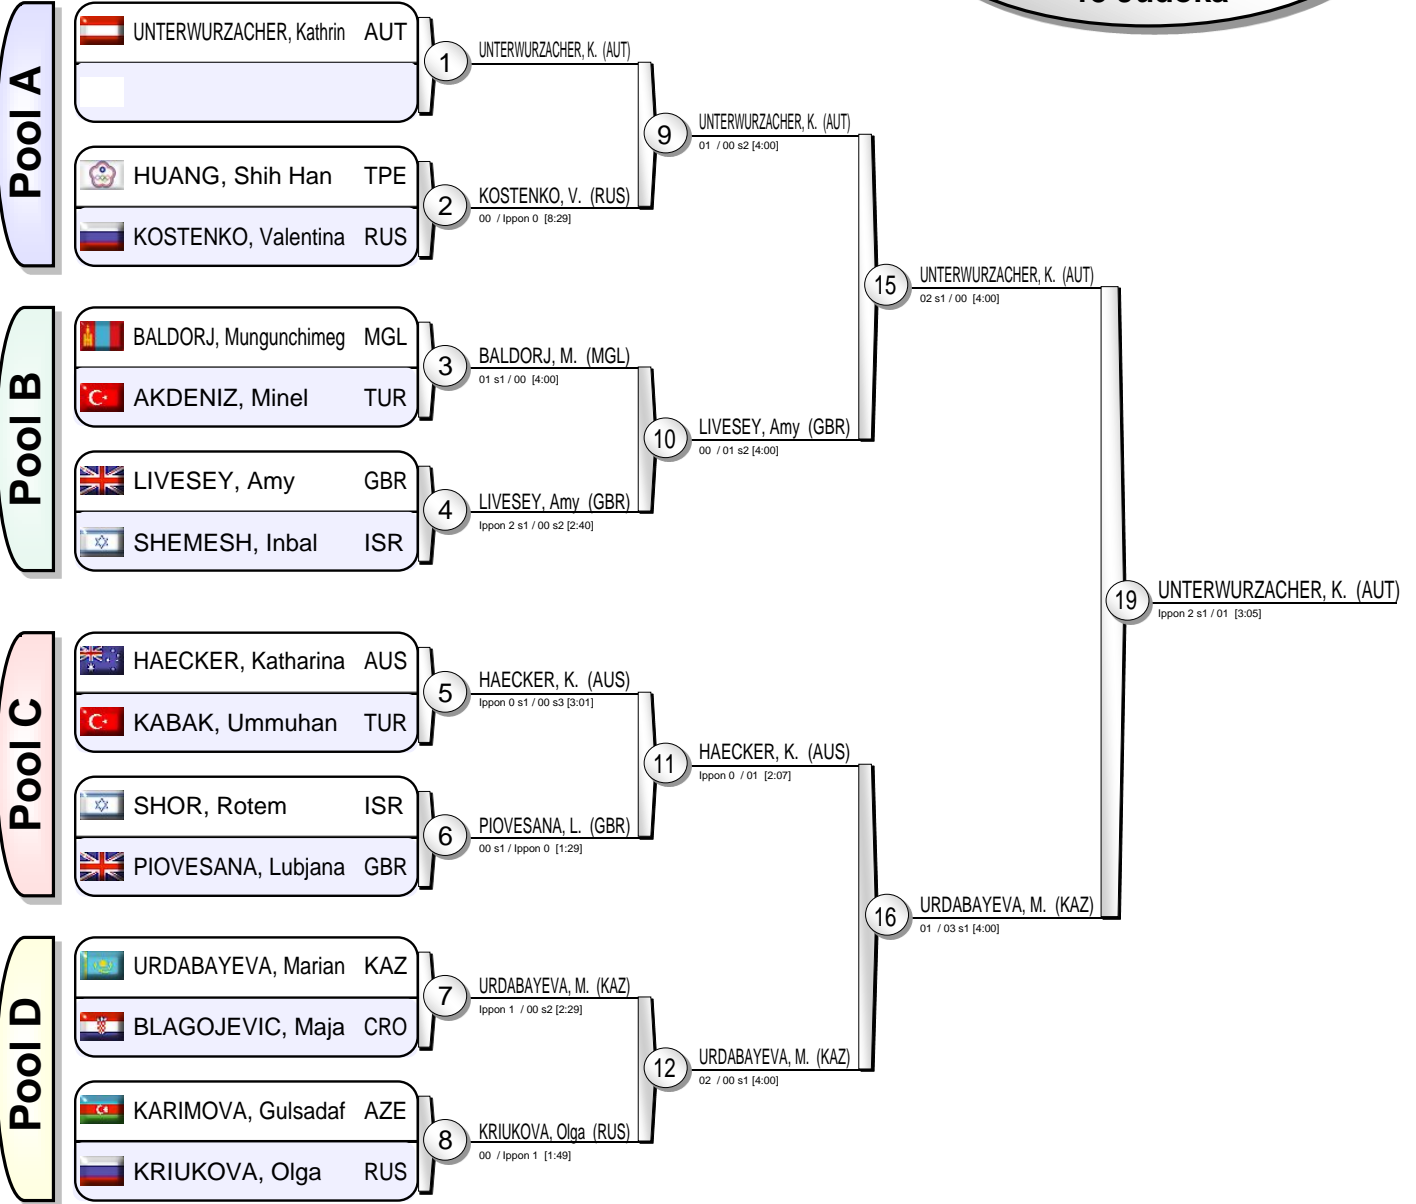 Pool A
UNTERWURZACHER, Kathrin AUT
1
UNTERWURZACHER, K. (AUT)
HUANG, Shih Han TPE
KOSTENKO, Valentina RUS
2
KOSTENKO, V. (RUS)
00 / Ippon 0 [8:29]
9
UNTERWURZACHER, K. (AUT)
01 / 00 s2 [4:00]
Pool B
BALDORJ, Mungunchimeg MGL
AKDENIZ, Minel TUR
3
BALDORJ, M. (MGL)
01 s1 / 00 [4:00]
LIVESEY, Amy GBR
SHEMESH, Inbal ISR
4
LIVESEY, Amy (GBR)
Ippon 2 s1 / 00 s2 [2:40]
10
LIVESEY, Amy (GBR)
00 / 01 s2 [4:00]
15
UNTERWURZACHER, K. (AUT)
02 s1 / 00 [4:00]
Pool C
HAECKER, Katharina AUS
KABAK, Ummuhan TUR
5
HAECKER, K. (AUS)
Ippon 0 s1 / 00 s3 [3:01]
SHOR, Rotem ISR
PIOVESANA, Lubjana GBR
6
PIOVESANA, L. (GBR)
00 s1 / Ippon 0 [1:29]
11
HAECKER, K. (AUS)
Ippon 0 / 01 [2:07]
Pool D
URDABAYEVA, Marian KAZ
BLAGOJEVIC, Maja CRO
7
URDABAYEVA, M. (KAZ)
Ippon 1 / 00 s2 [2:29]
KARIMOVA, Gulsadaf AZE
KRIUKOVA, Olga RUS
8
KRIUKOVA, Olga (RUS)
00 / Ippon 1 [1:49]
12
URDABAYEVA, M. (KAZ)
02 / 00 s1 [4:00]
16
URDABAYEVA, M. (KAZ)
01 / 03 s1 [4:00]
19
UNTERWURZACHER, K. (AUT)
Ippon 2 s1 / 01 [3:05]